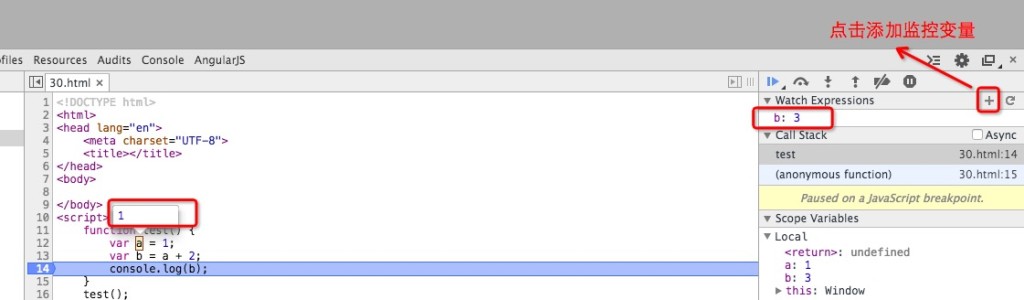 点击添加监控变量
ofiles Resources Audits Console AngularJS
30.html ×
Watch Expressions
b: 3
Call Stack Async
test 30.html:14
(anonymous function) 30.html:15
Paused on a JavaScript breakpoint.
Scope Variables
Local
<return>: undefined
a: 1
b: 3
this: Window
1 <!DOCTYPE html>
2 <html>
3 <head lang="en">
4 <meta charset="UTF-8">
5 <title></title>
6 </head>
7 <body>
8
9 </body>
1
10 <script>
11 function test() {
12 var a = 1;
13 var b = a + 2;
14 console.log(b);
15 }
16 test();